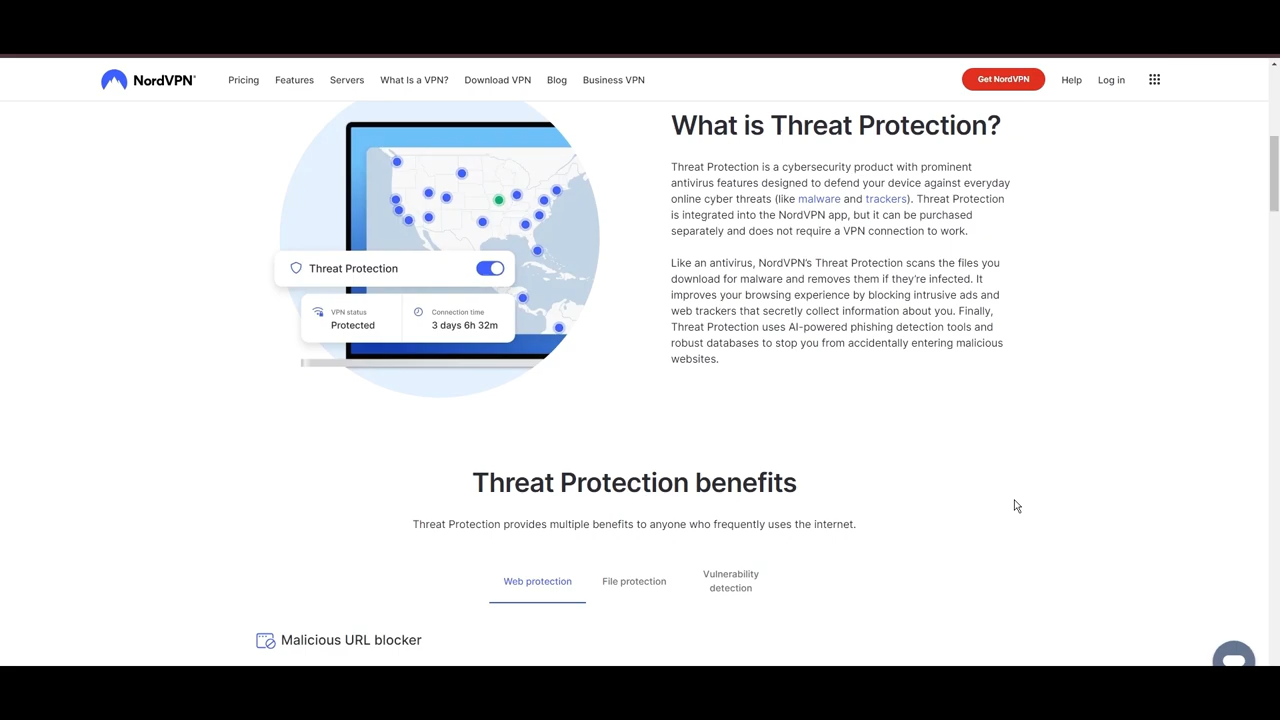 NordVPN®
Pricing
Features
Servers
What Is a VPN?
Download VPN
Blog
Business VPN
Get NordVPN
Help
Log in
What is Threat Protection?
Threat Protection is a cybersecurity product with prominent
antivirus features designed to defend your device against everyday
online cyber threats (like malware and trackers). Threat Protection
is integrated into the NordVPN app, but it can be purchased
separately and does not require a VPN connection to work.
Like an antivirus, NordVPN's Threat Protection scans the files you
download for malware and removes them if they're infected. It
improves your browsing experience by blocking intrusive ads and
web trackers that secretly collect information about you. Finally,
Threat Protection uses AI-powered phishing detection tools and
robust databases to stop you from accidentally entering malicious
websites.
Threat Protection
VPN status
Protected
Connection time
3 days 6h 32m
Threat Protection benefits
Threat Protection provides multiple benefits to anyone who frequently uses the internet.
Web protection
File protection
Vulnerability
detection
Malicious URL blocker